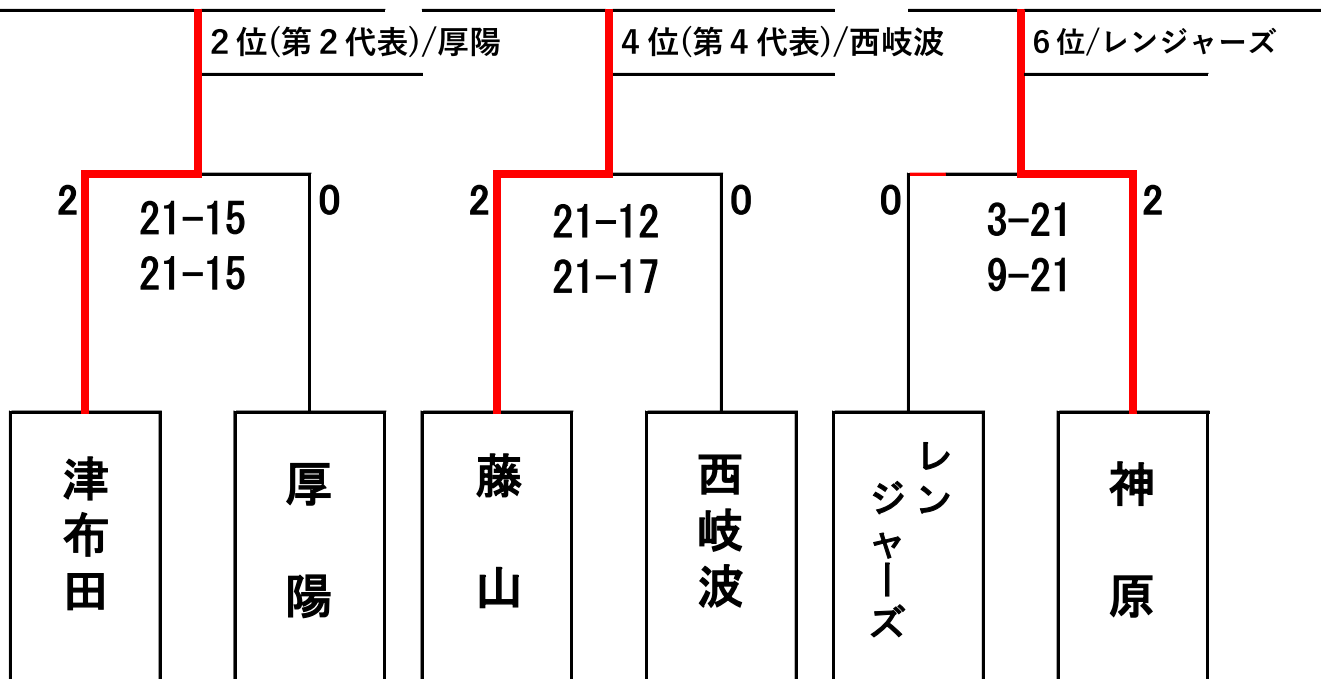 ２位(第２代表)/厚陽
４位(第４代表)/西岐波
６位/レンジャーズ
2
21-15
21-15
0
2
21-12
21-17
0
0
3-21
9-21
2
津布田
厚陽
藤山
西岐波
レン
ジャーズ
神原